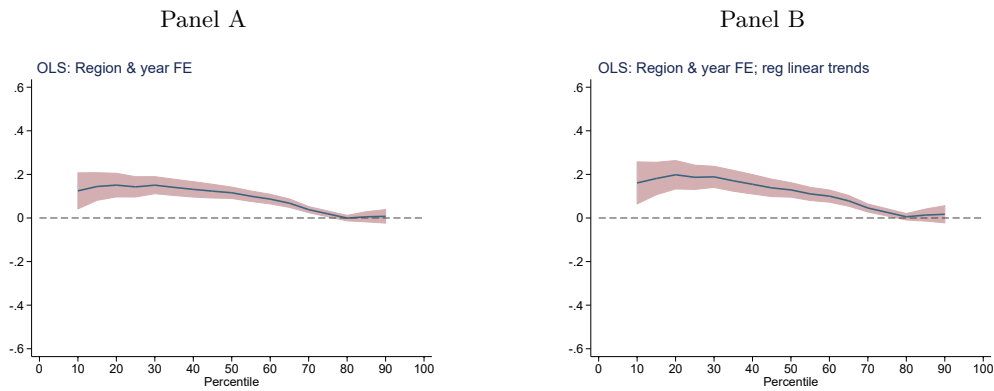 Panel A
Panel B
OLS: Region & year FE
.6
.4
.2
0
-.2
-.4
-.6
0 10 20 30 40 50 60 70 80 90 100
Percentile
OLS: Region & year FE; reg linear trends
.6
.4
.2
0
-.2
-.4
-.6
0 10 20 30 40 50 60 70 80 90 100
Percentile